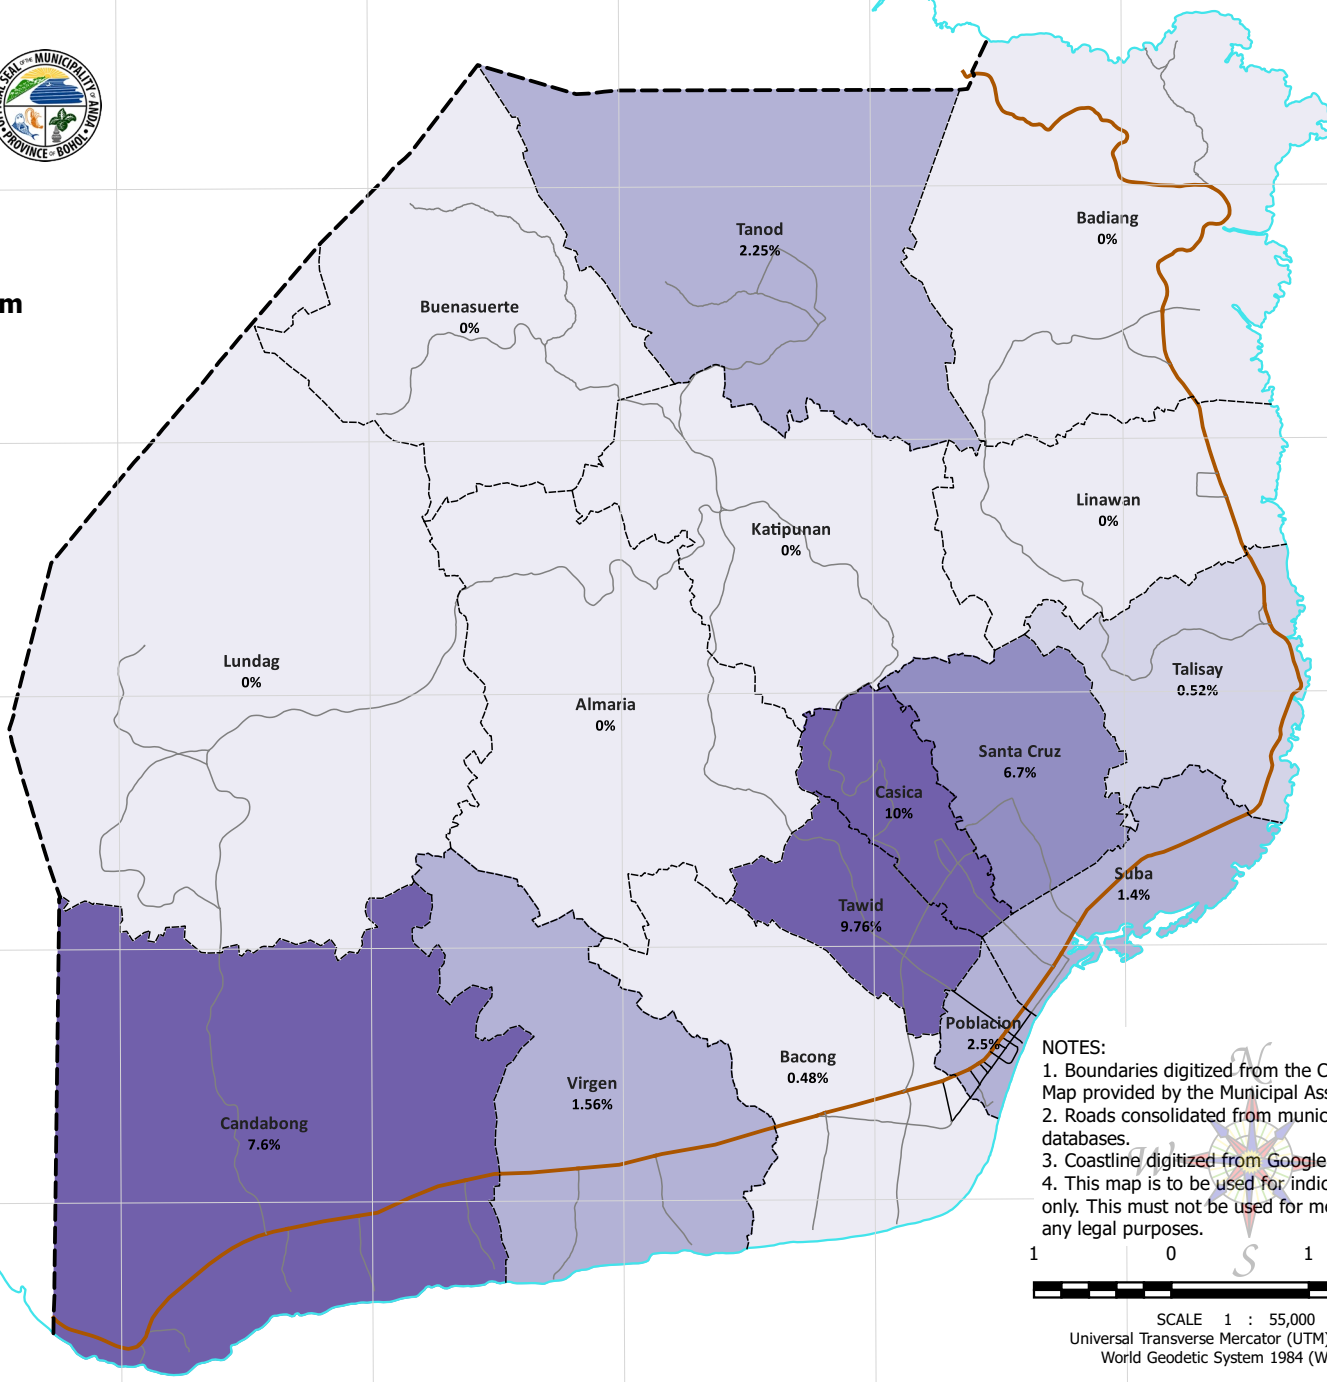 SEAL OF THE MUNICIPALITY OF ANDA
PROVINCE OF BOHOL
m
Tanod
2.25%
Badiang
0%
Buenasuerte
0%
Linawan
0%
Katipunan
0%
Lundag
0%
Talisay
0.52%
Almaria
0%
Santa Cruz
6.7%
Casica
10%
Suba
1.4%
Tawid
9.76%
Poblacion
2.5%
Bacong
0.48%
Virgen
1.56%
Candabong
7.6%
NOTES:
1. Boundaries digitized from the C
Map provided by the Municipal Ass
2. Roads consolidated from munic
databases.
3. Coastline digitized from Google
4. This map is to be used for indic
only. This must not be used for m
any legal purposes.
N
W
S
1 0 1
SCALE 1 : 55,000
Universal Transverse Mercator (UTM)
World Geodetic System 1984 (W